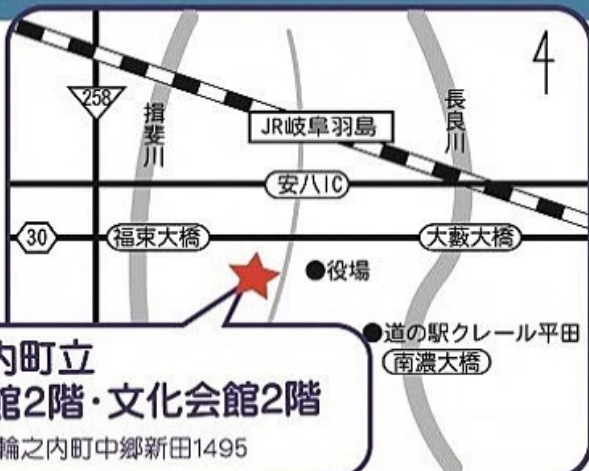 258
揖斐川
JR岐阜羽島
長良川
安八IC
30
福束大橋
大藪大橋
役場
道の駅クレール平田
南濃大橋
内町立
館2階・文化会館2階
輪之内町中郷新田1495
4